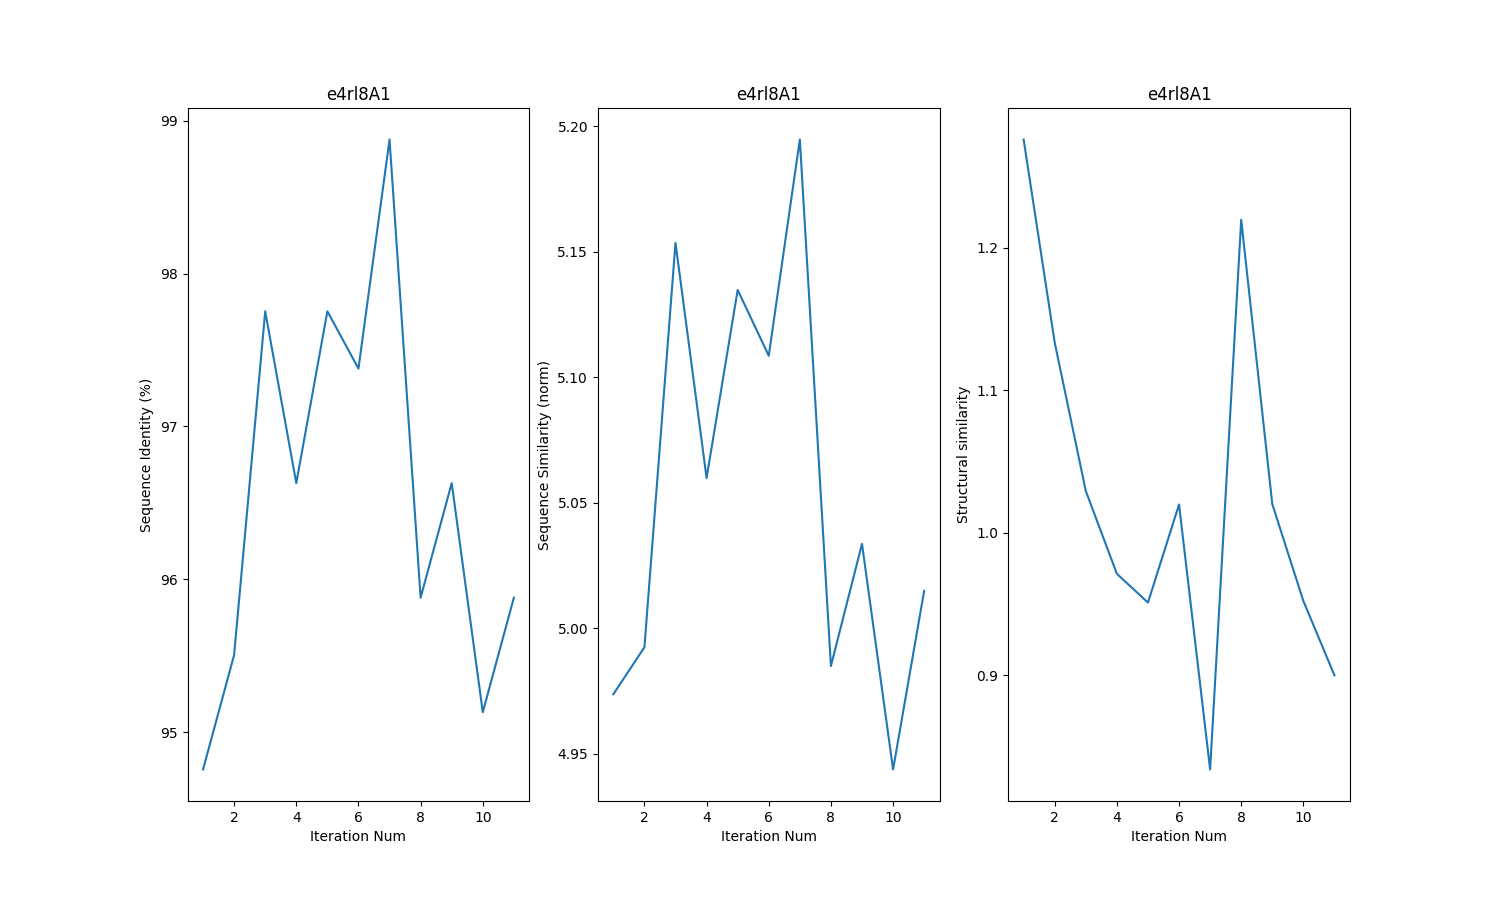 e4rl8A1
99
98
97
96
95
Sequence Identity (%)
2 4 6 8 10
Iteration Num
e4rl8A1
5.20
5.15
5.10
5.05
5.00
4.95
Sequence Similarity (norm)
2 4 6 8 10
Iteration Num
e4rl8A1
1.2
1.1
1.0
0.9
Structural similarity
2 4 6 8 10
Iteration Num